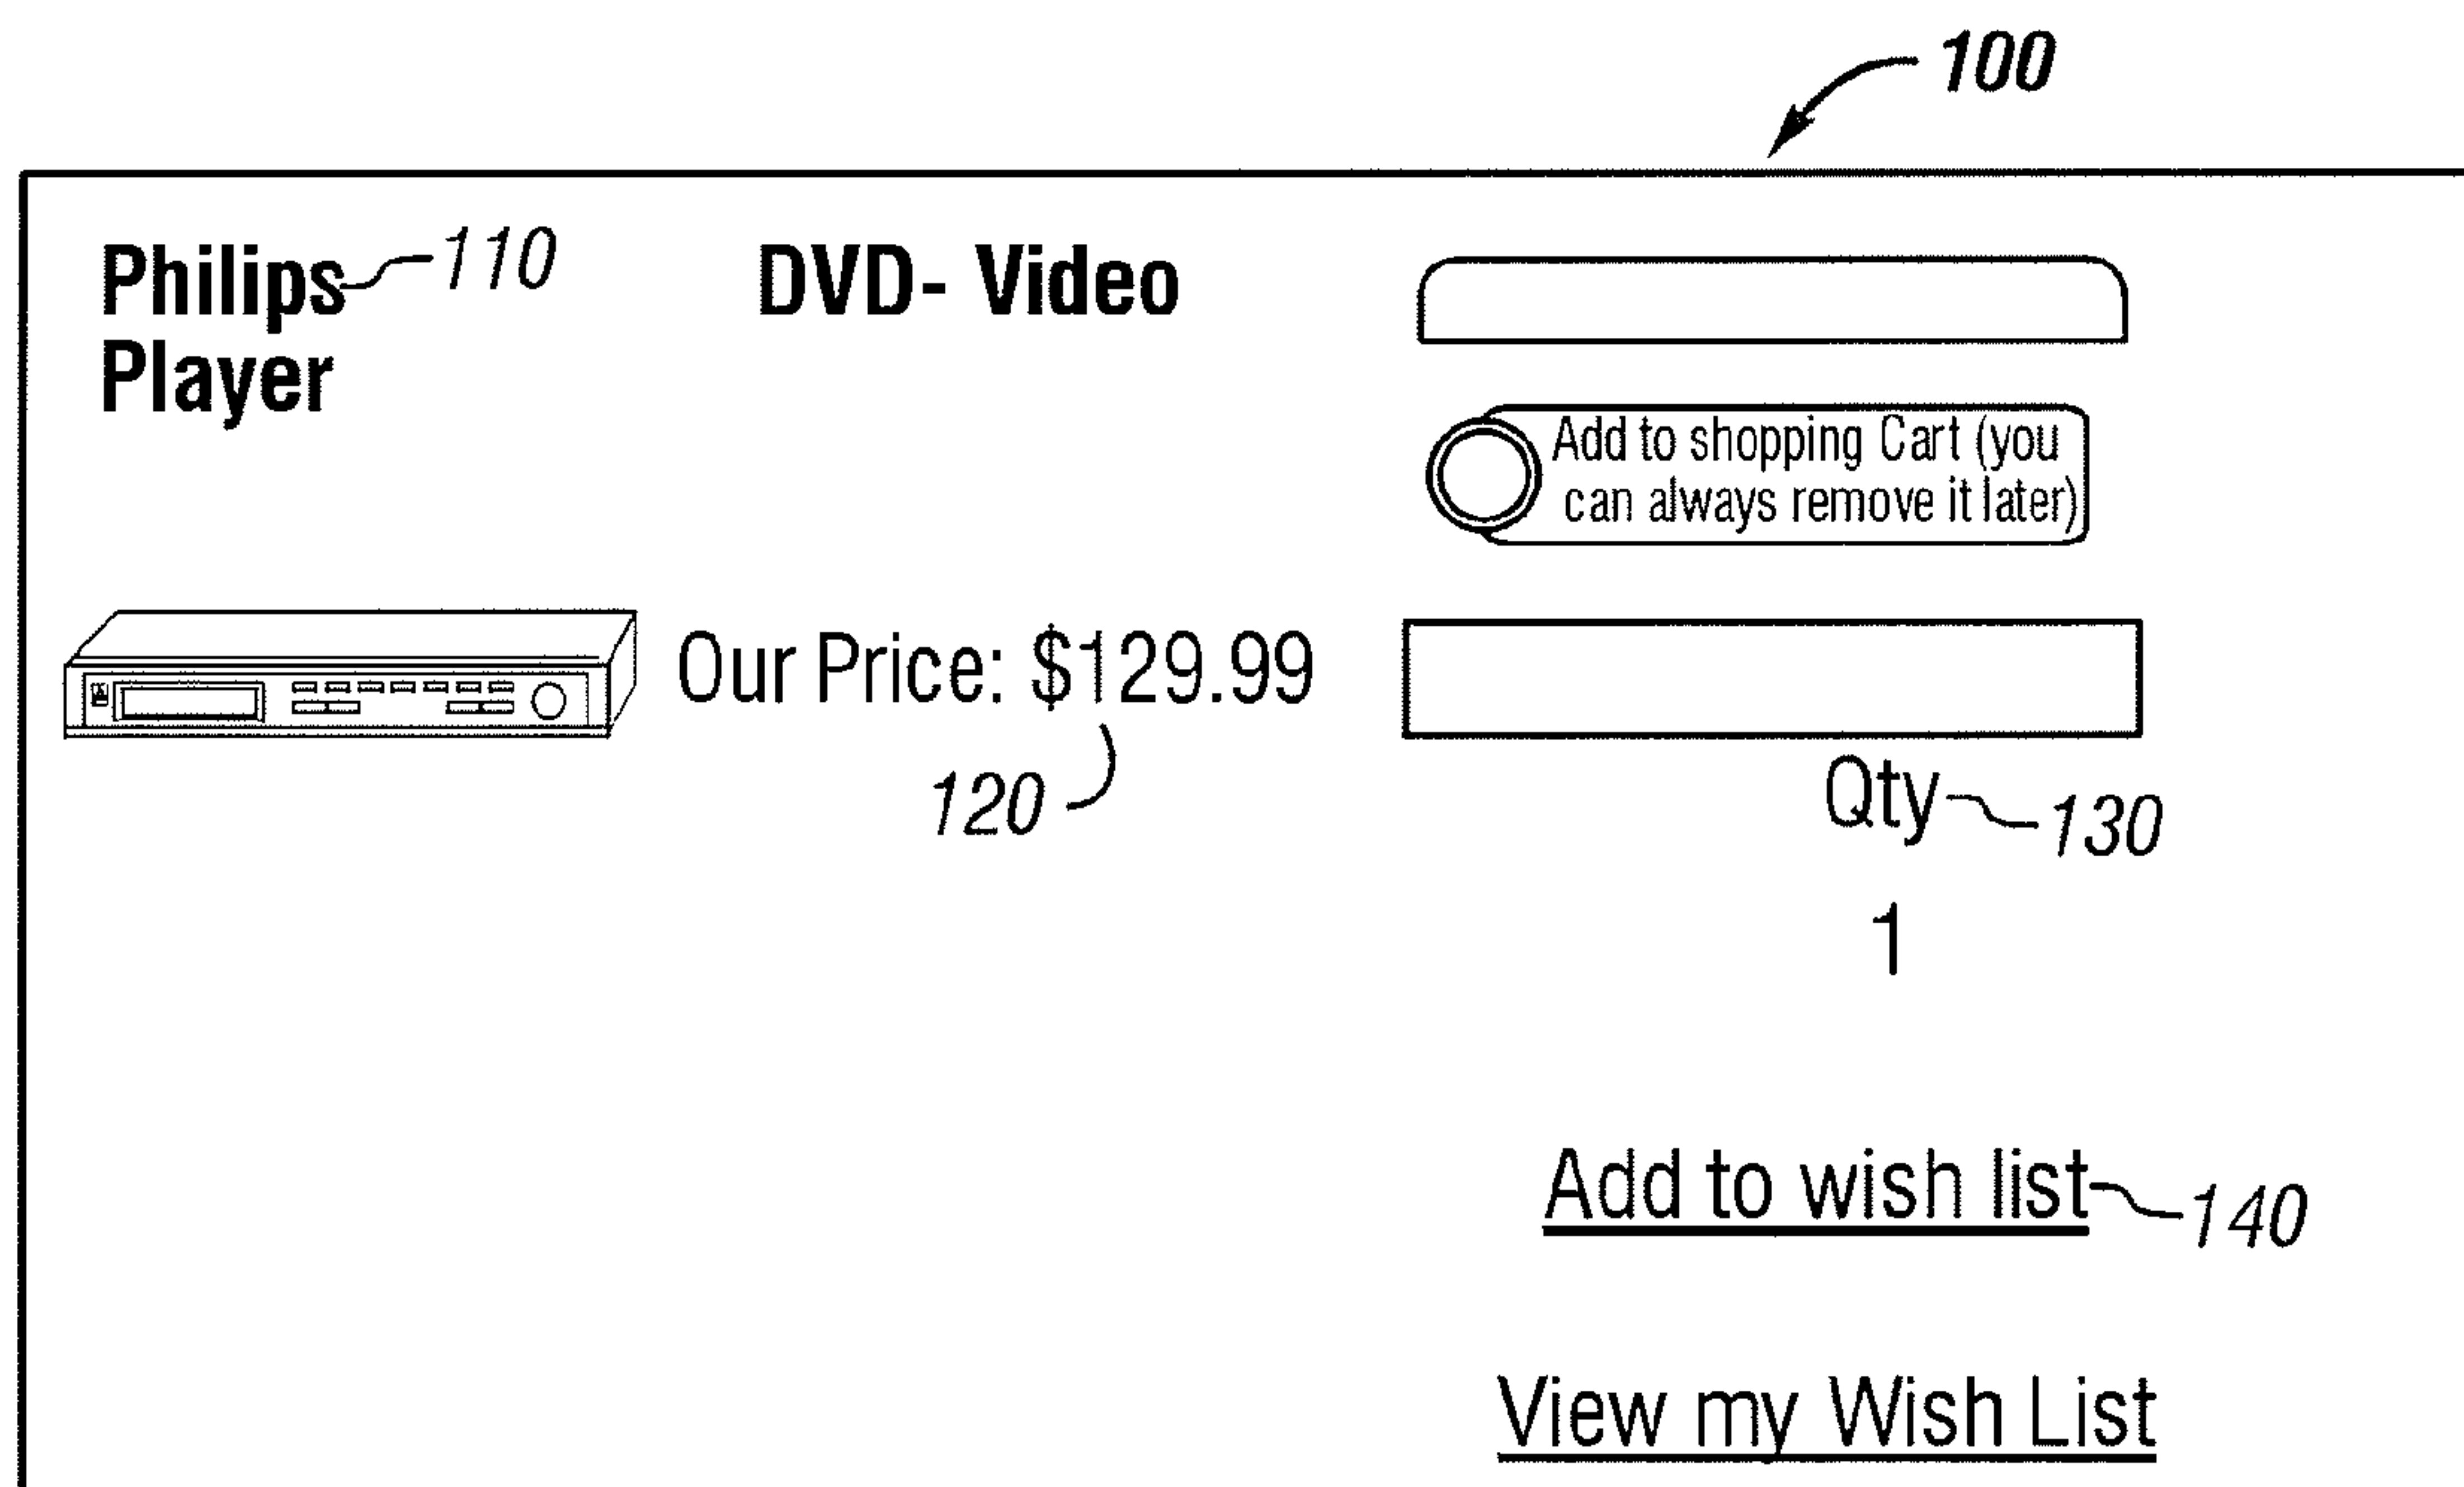 100
Philips 110 DVD- Video
Player
Add to shopping Cart (you
can always remove it later)
Our Price: $129.99
120
Qty 130
1
Add to wish list 140
View my Wish List